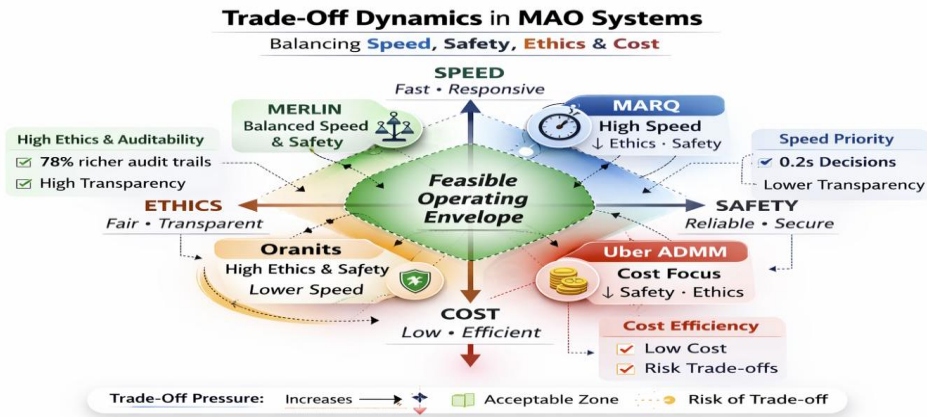 Trade-Off Dynamics in MAO Systems
Balancing Speed, Safety, Ethics & Cost
SPEED
Fast • Responsive
MERLIN
Balanced Speed
& Safety
MARQ
High Speed
↓ Ethics · Safety
High Ethics & Auditability
78% richer audit trails
High Transparency
Speed Priority
0.2s Decisions
Lower Transparency
Feasible
Operating
Envelope
ETHICS
Fair • Transparent
SAFETY
Reliable • Secure
Oranits
High Ethics & Safety
Lower Speed
Uber ADMM
Cost Focus
↓ Safety · Ethics
COST
Low • Efficient
Cost Efficiency
Low Cost
Risk Trade-offs
Trade-Off Pressure: Increases Acceptable Zone Risk of Trade-off